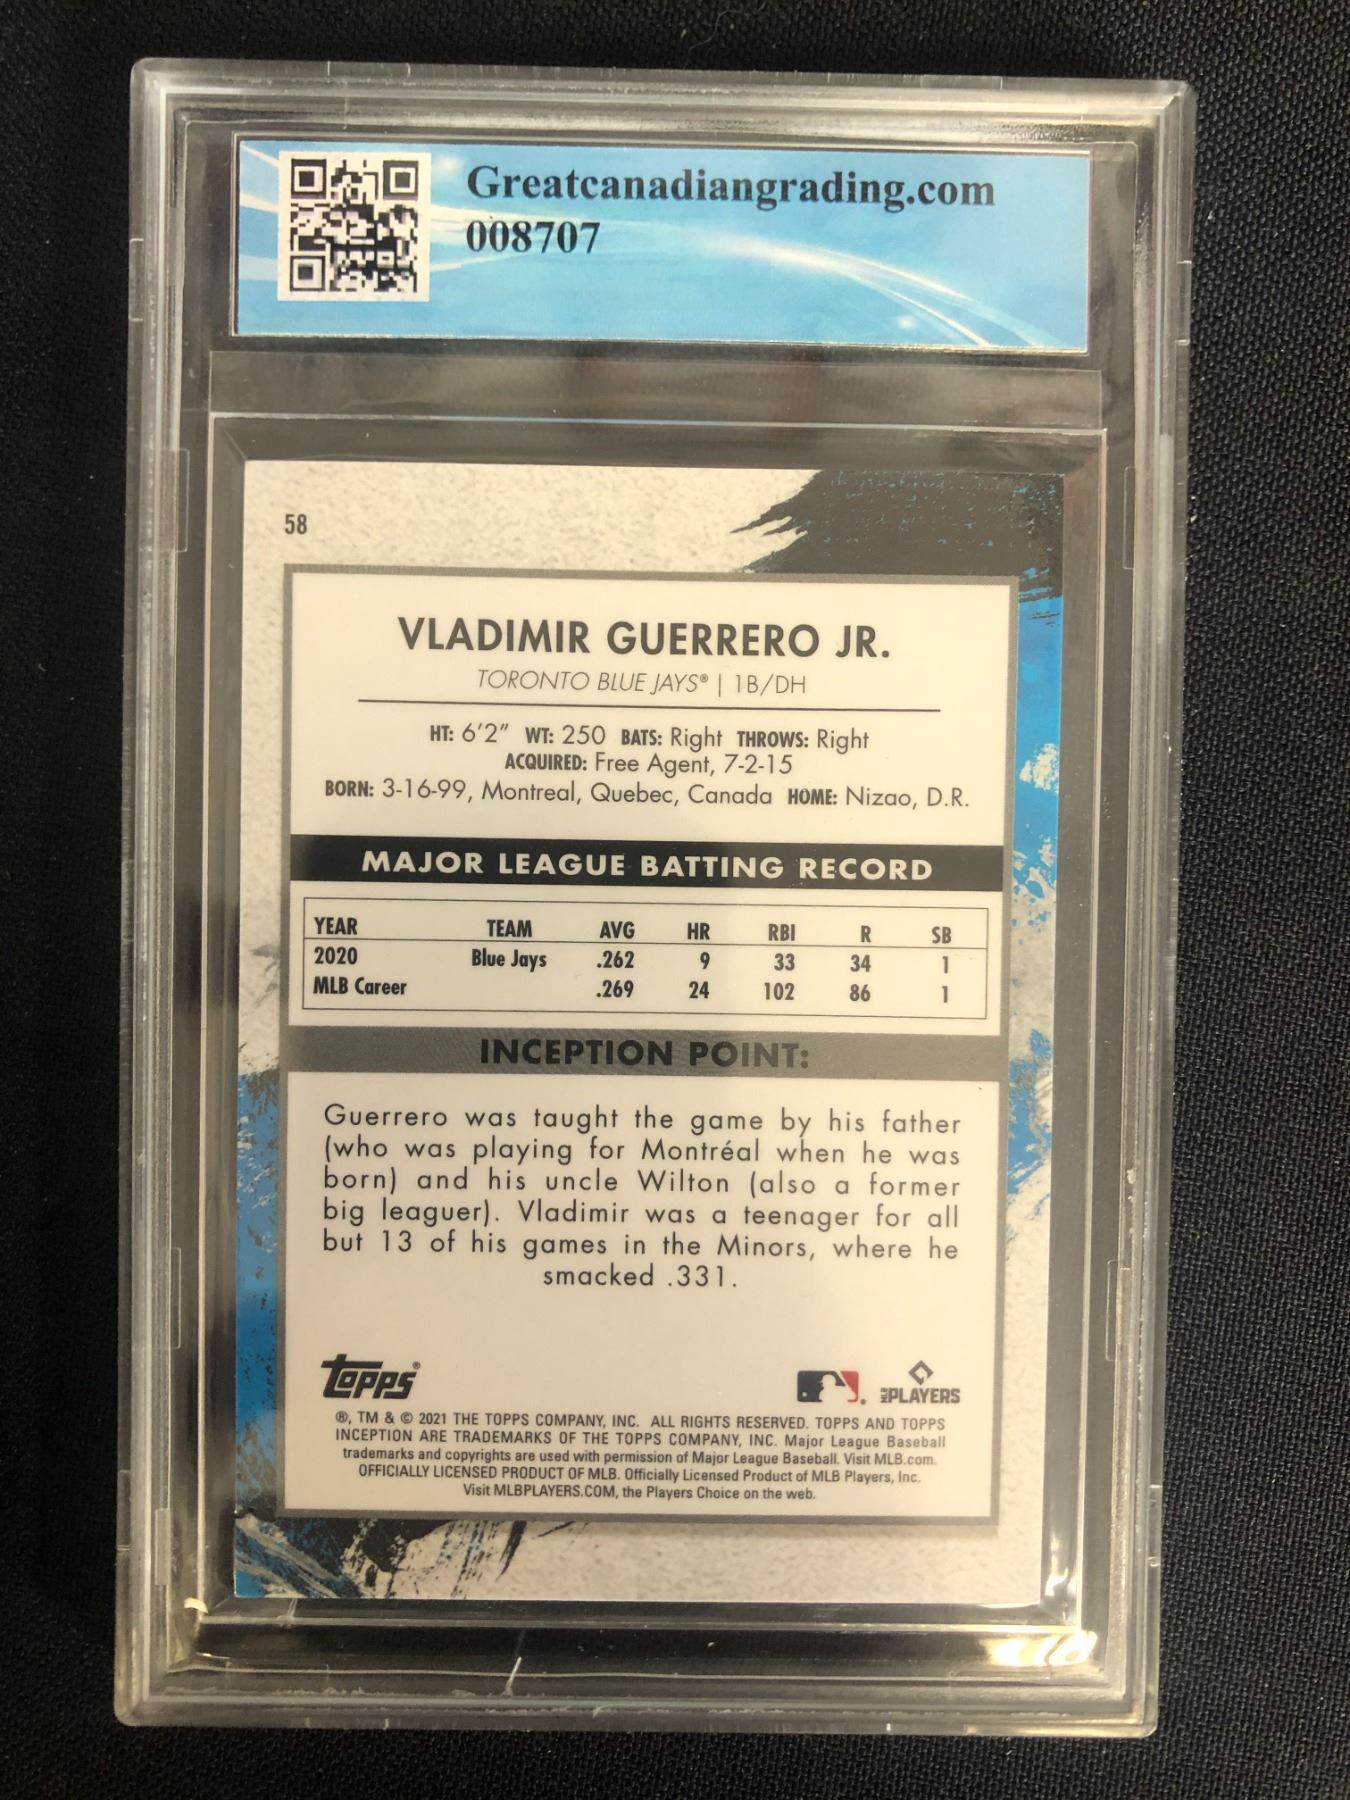 Greatcanadiangrading.com
008707
58
VLADIMIR GUERRERO JR.
TORONTO BLUE JAYS® | 1B/DH
HT: 6'2" WT: 250 BATS: Right THROWS: Right
ACQUIRED: Free Agent, 7-2-15
BORN: 3-16-99, Montreal, Quebec, Canada HOME: Nizao, D.R.
MAJOR LEAGUE BATTING RECORD
YEAR TEAM AVG HR RBI R SB
2020 Blue Jays .262 9 33 34 1
MLB Career .269 24 102 86 1
INCEPTION POINT:
Guerrero was taught the game by his father
(who was playing for Montréal when he was
born) and his uncle Wilton (also a former
big leaguer). Vladimir was a teenager for all
but 13 of his games in the Minors, where he
smacked .331.
topps® MLB PLAYERS
®, TM & © 2021 THE TOPPS COMPANY, INC. ALL RIGHTS RESERVED. TOPPS AND TOPPS
INCEPTION ARE TRADEMARKS OF THE TOPPS COMPANY, INC. Major League Baseball
trademarks and copyrights are used with permission of Major League Baseball. Visit MLB.com.
OFFICIALLY LICENSED PRODUCT OF MLB. Officially Licensed Product of MLB Players, Inc.
Visit MLBPLAYERS.COM, the Players Choice on the web.